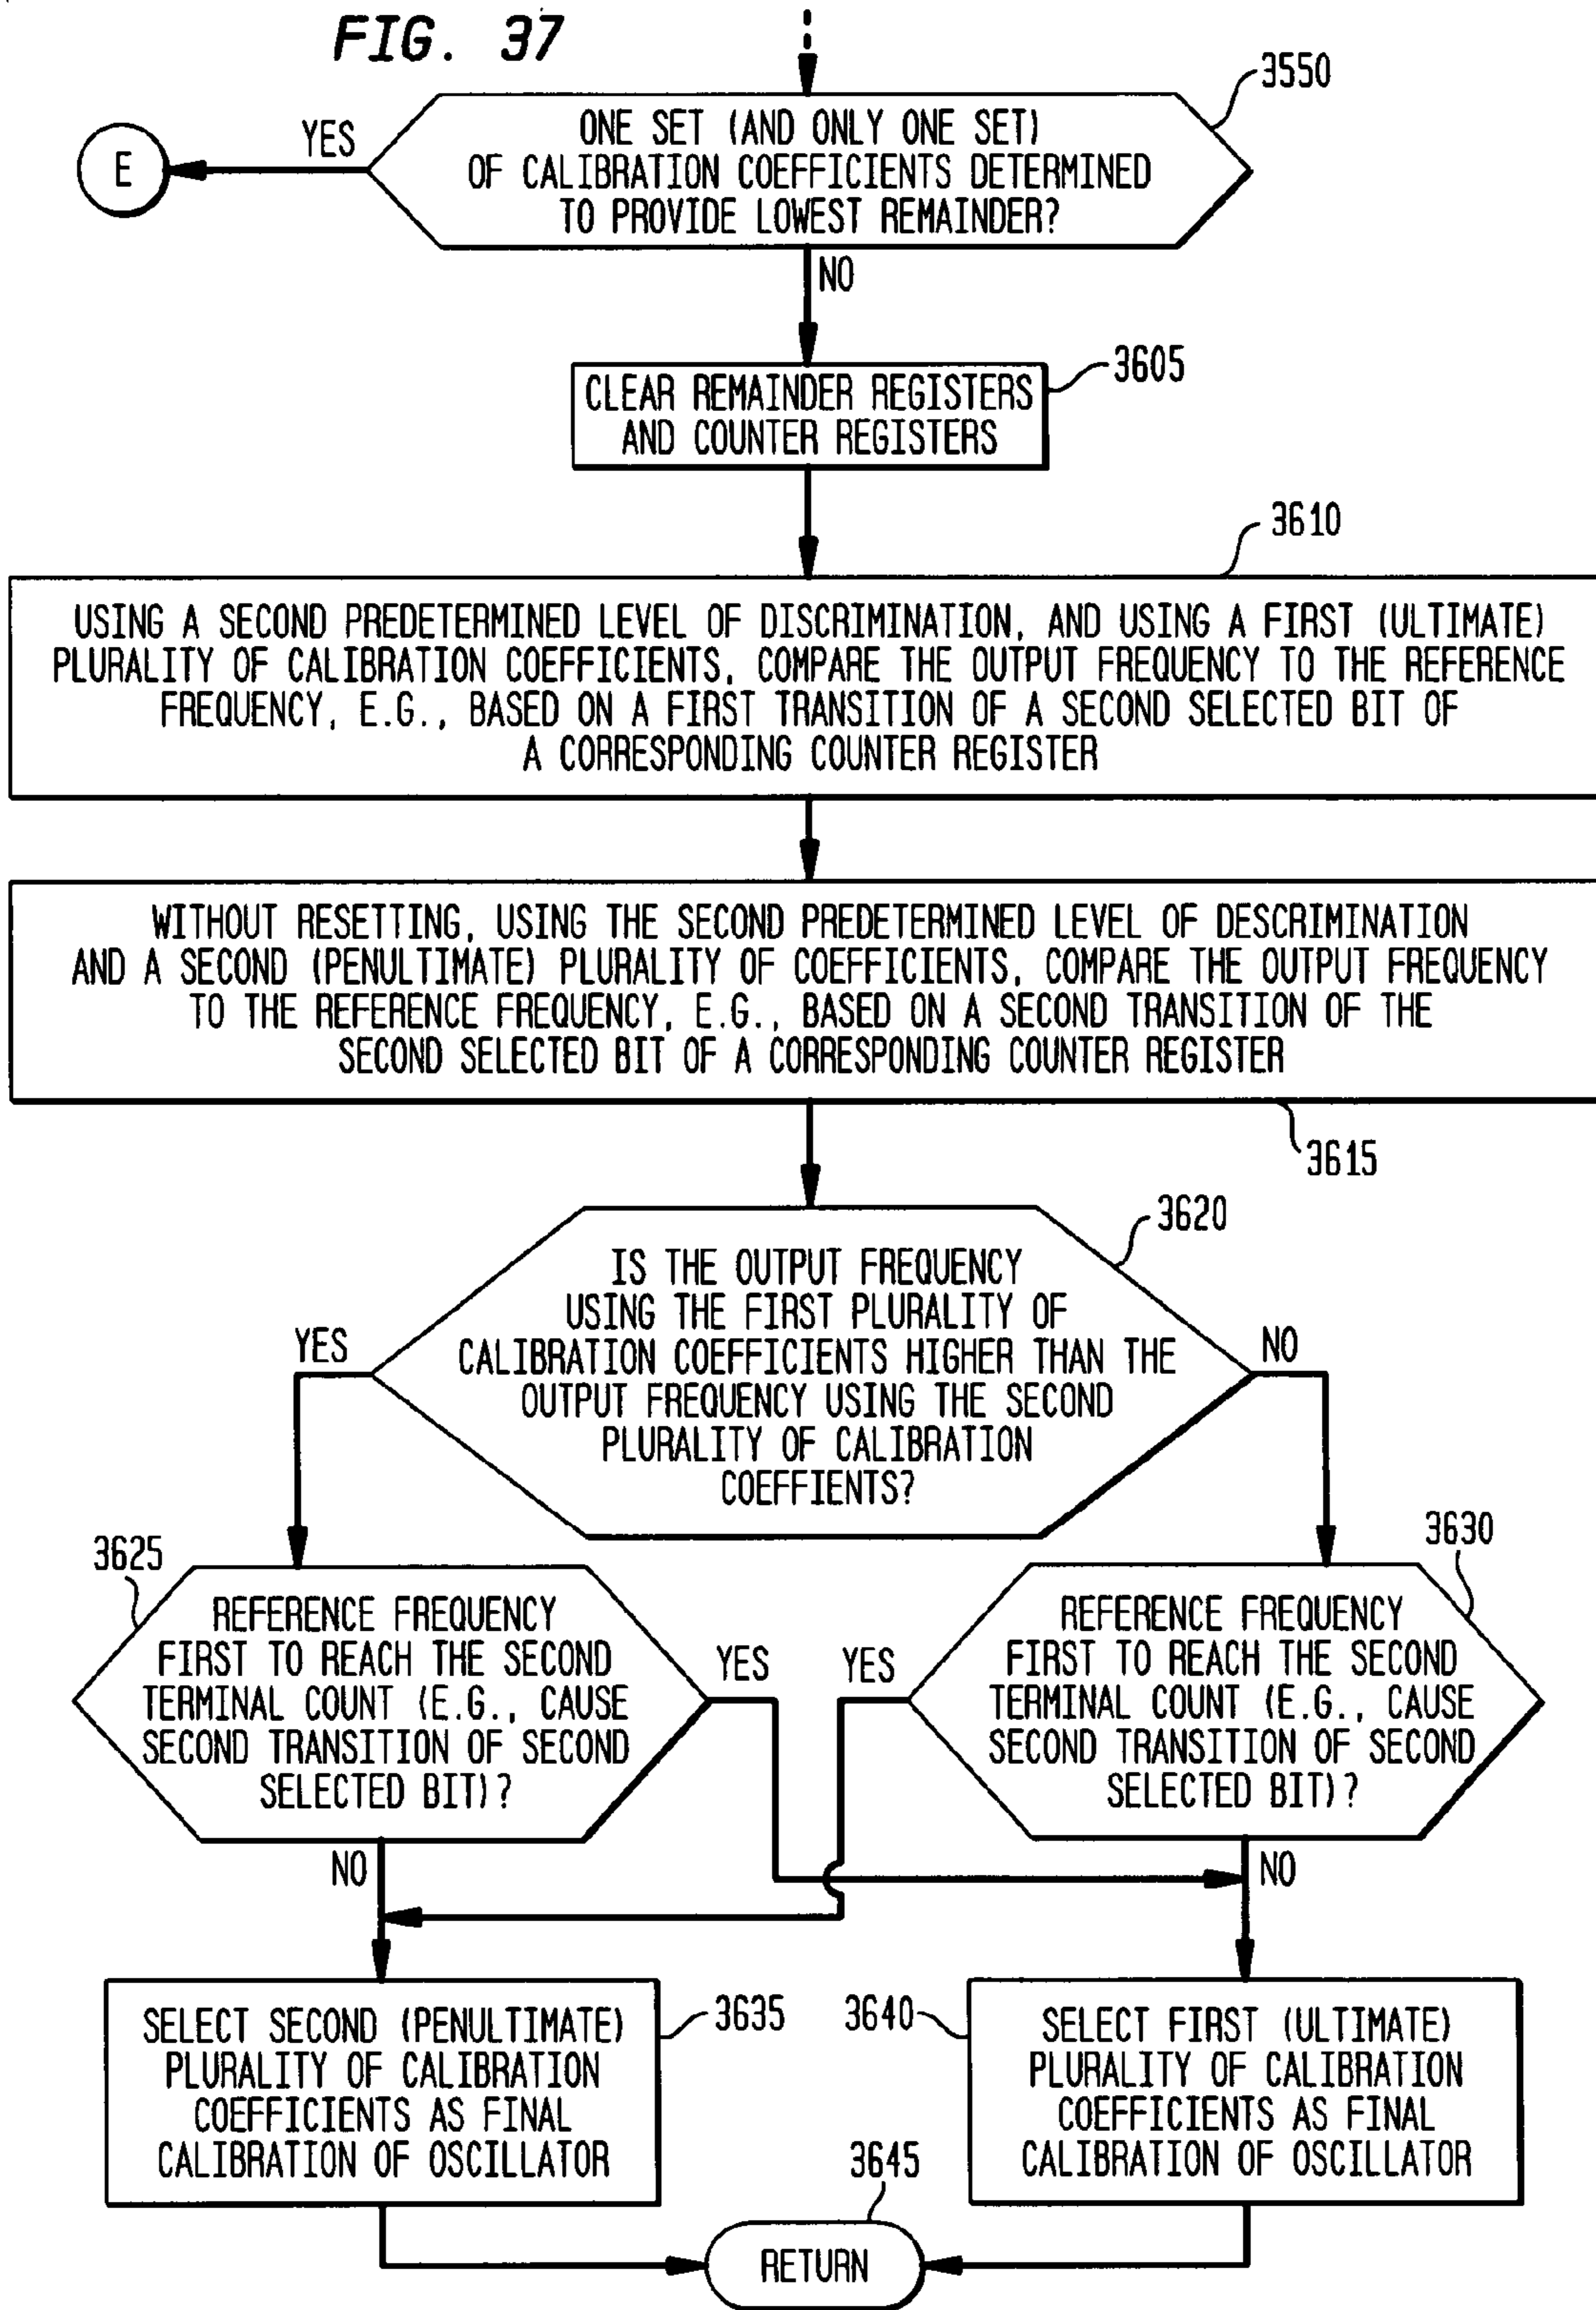 FIG. 37
3550
ONE SET (AND ONLY ONE SET)
OF CALIBRATION COEFFICIENTS DETERMINED
TO PROVIDE LOWEST REMAINDER?
YES
E
NO
3605
CLEAR REMAINDER REGISTERS
AND COUNTER REGISTERS
3610
USING A SECOND PREDETERMINED LEVEL OF DISCRIMINATION, AND USING A FIRST (ULTIMATE)
PLURALITY OF CALIBRATION COEFFICIENTS, COMPARE THE OUTPUT FREQUENCY TO THE REFERENCE
FREQUENCY, E.G., BASED ON A FIRST TRANSITION OF A SECOND SELECTED BIT OF
A CORRESPONDING COUNTER REGISTER
WITHOUT RESETTING, USING THE SECOND PREDETERMINED LEVEL OF DESCRIMINATION
AND A SECOND (PENULTIMATE) PLURALITY OF COEFFICIENTS, COMPARE THE OUTPUT FREQUENCY
TO THE REFERENCE FREQUENCY, E.G., BASED ON A SECOND TRANSITION OF THE
SECOND SELECTED BIT OF A CORRESPONDING COUNTER REGISTER
3615
3620
IS THE OUTPUT FREQUENCY
USING THE FIRST PLURALITY OF
CALIBRATION COEFFICIENTS HIGHER THAN THE
OUTPUT FREQUENCY USING THE SECOND
PLURALITY OF CALIBRATION
COEFFIENTS?
YES
NO
3625
REFERENCE FREQUENCY
FIRST TO REACH THE SECOND
TERMINAL COUNT (E.G., CAUSE
SECOND TRANSITION OF SECOND
SELECTED BIT)?
YES
NO
3630
REFERENCE FREQUENCY
FIRST TO REACH THE SECOND
TERMINAL COUNT (E.G., CAUSE
SECOND TRANSITION OF SECOND
SELECTED BIT)?
YES
NO
SELECT SECOND (PENULTIMATE)
PLURALITY OF CALIBRATION
COEFFICIENTS AS FINAL
CALIBRATION OF OSCILLATOR
3635
3640
SELECT FIRST (ULTIMATE)
PLURALITY OF CALIBRATION
COEFFICIENTS AS FINAL
CALIBRATION OF OSCILLATOR
3645
RETURN